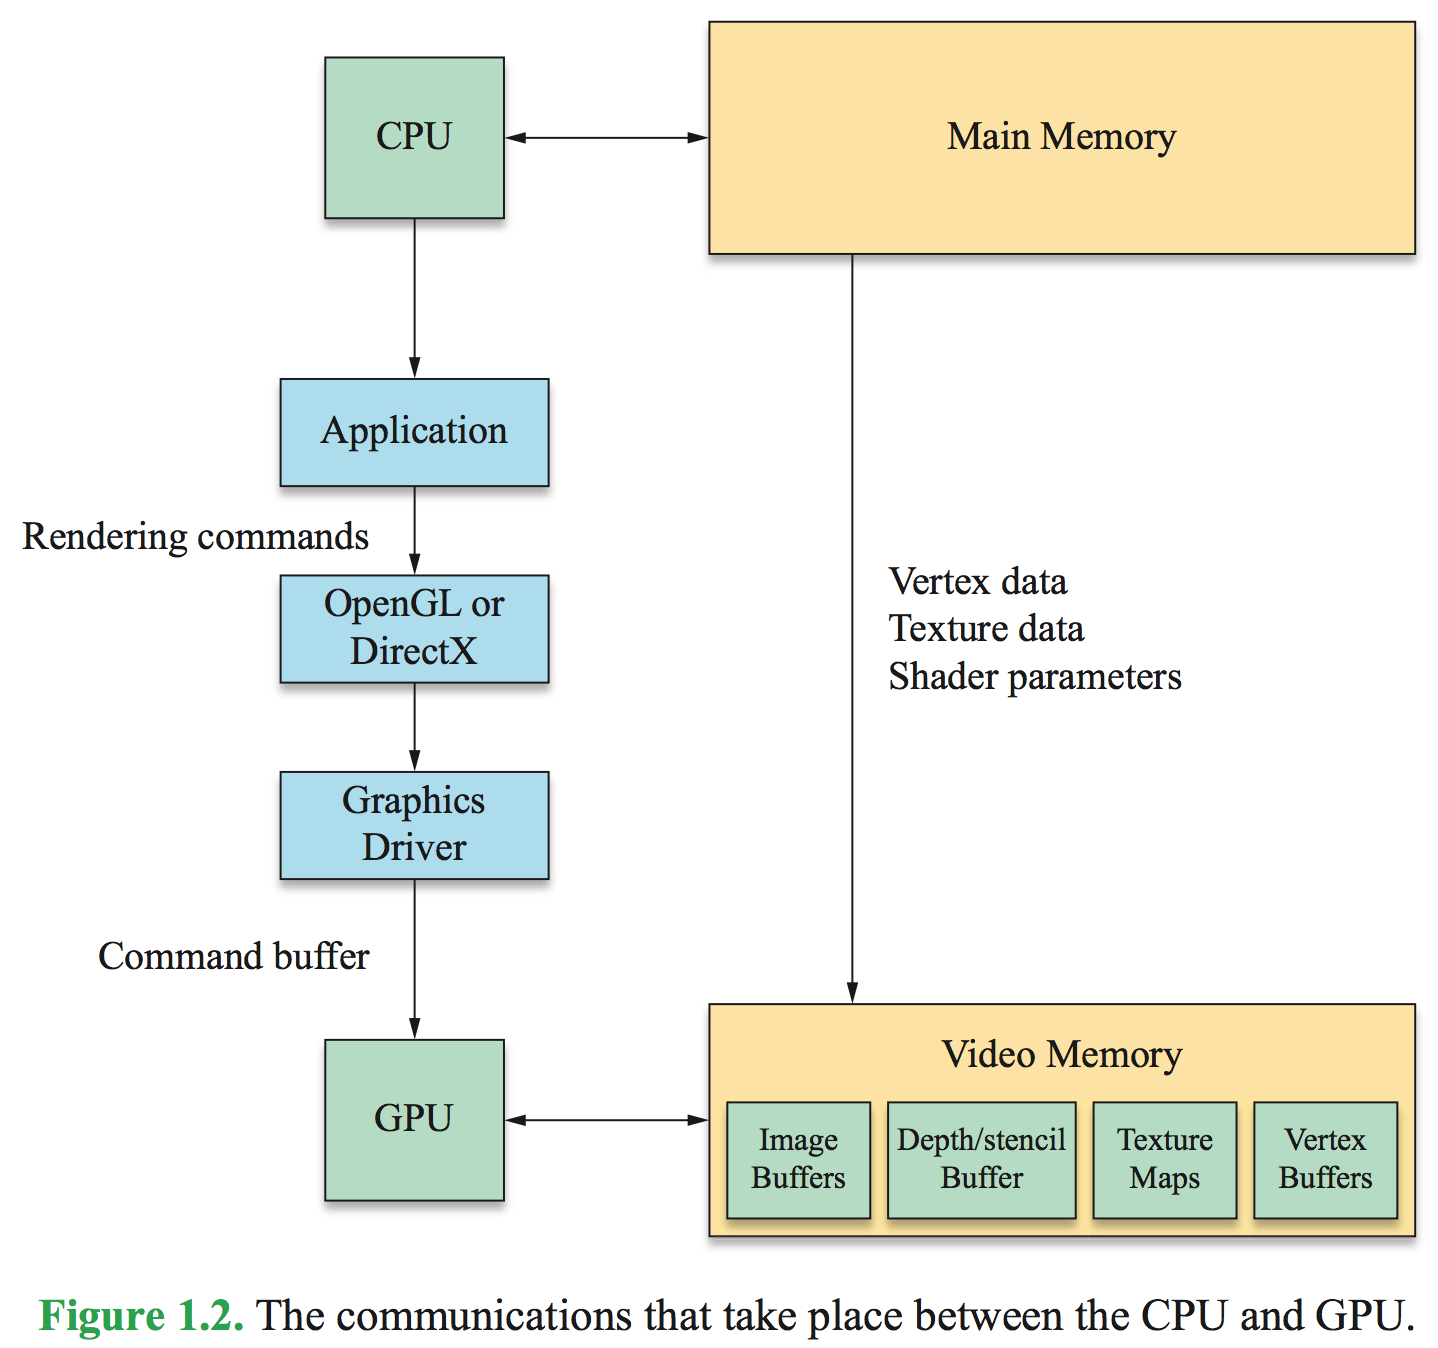 CPU
Main Memory
Application
Rendering commands
OpenGL or
DirectX
Vertex data
Texture data
Shader parameters
Graphics
Driver
Command buffer
GPU
Video Memory
Image
Buffers
Depth/stencil
Buffer
Texture
Maps
Vertex
Buffers
Figure 1.2. The communications that take place between the CPU and GPU.